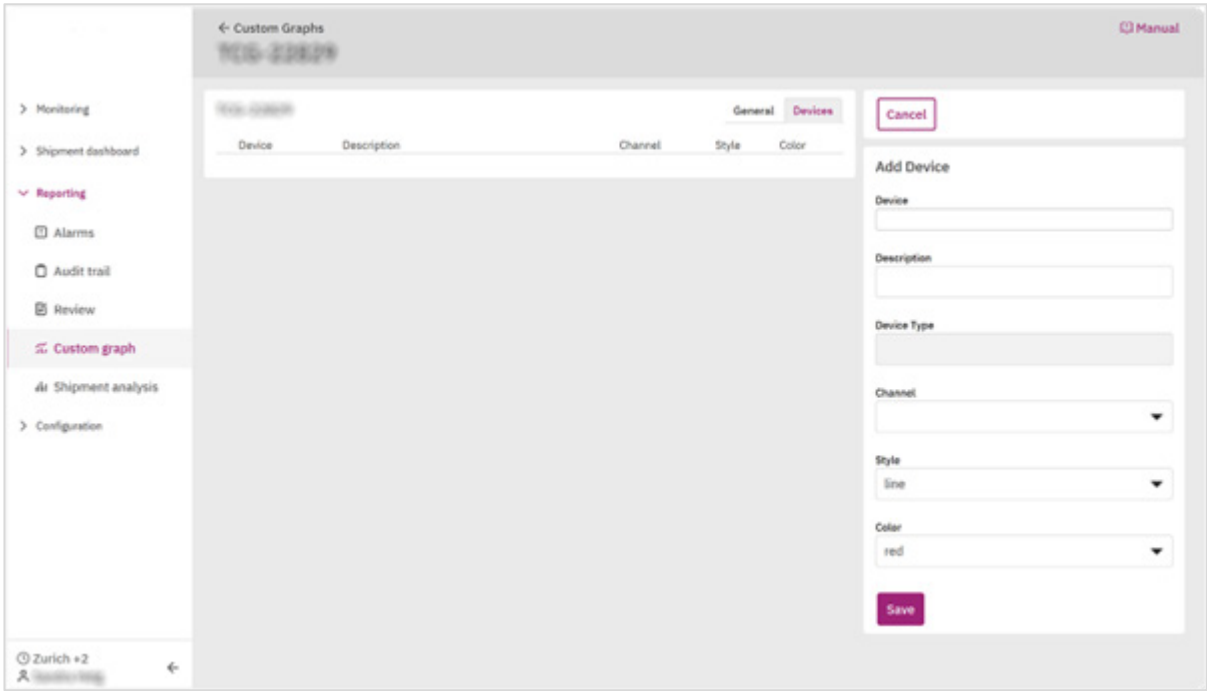 Custom Graphs
Manual
Monitoring
Shipment dashboard
Reporting
Alarms
Audit trail
Review
Custom graph
Shipment analysis
Configuration
Zurich +2
General Devices
Device Description Channel Style Color
Cancel
Add Device
Device
Description
Device Type
Channel
Style
line
Color
red
Save